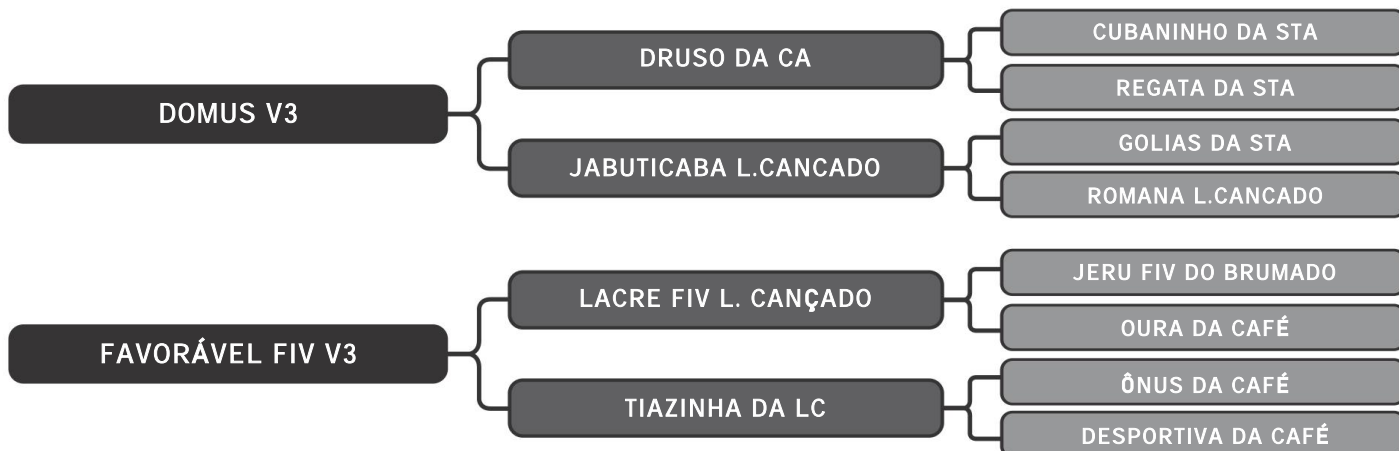 DOMUS V3
DRUSO DA CA
CUBANINHO DA STA
REGATA DA STA
JABUTICABA L.CANCADO
GOLIAS DA STA
ROMANA L.CANCADO
FAVORÁVEL FIV V3
LACRE FIV L. CANÇADO
JERU FIV DO BRUMADO
OURA DA CAFÉ
TIAZINHA DA LC
ÔNUS DA CAFÉ
DESPORTIVA DA CAFÉ